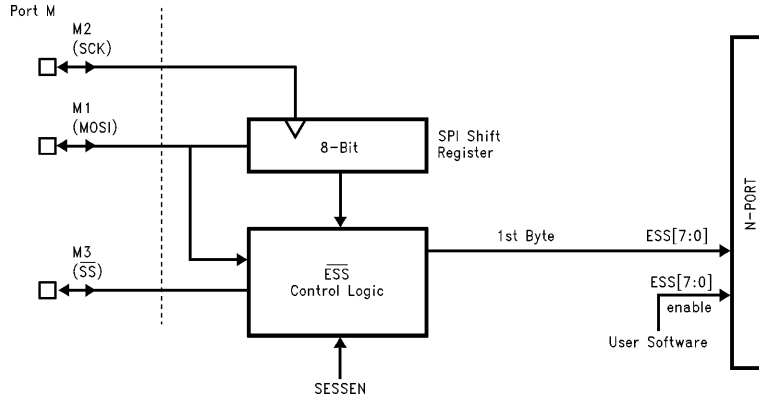 Port M
M2
(SCK)
M1
(MOSI)
8-Bit
SPI Shift
Register
M3
(SS)
ESS
Control Logic
1st Byte
ESS[7:0]
ESS[7:0]
enable
User Software
N-PORT
SESSEN